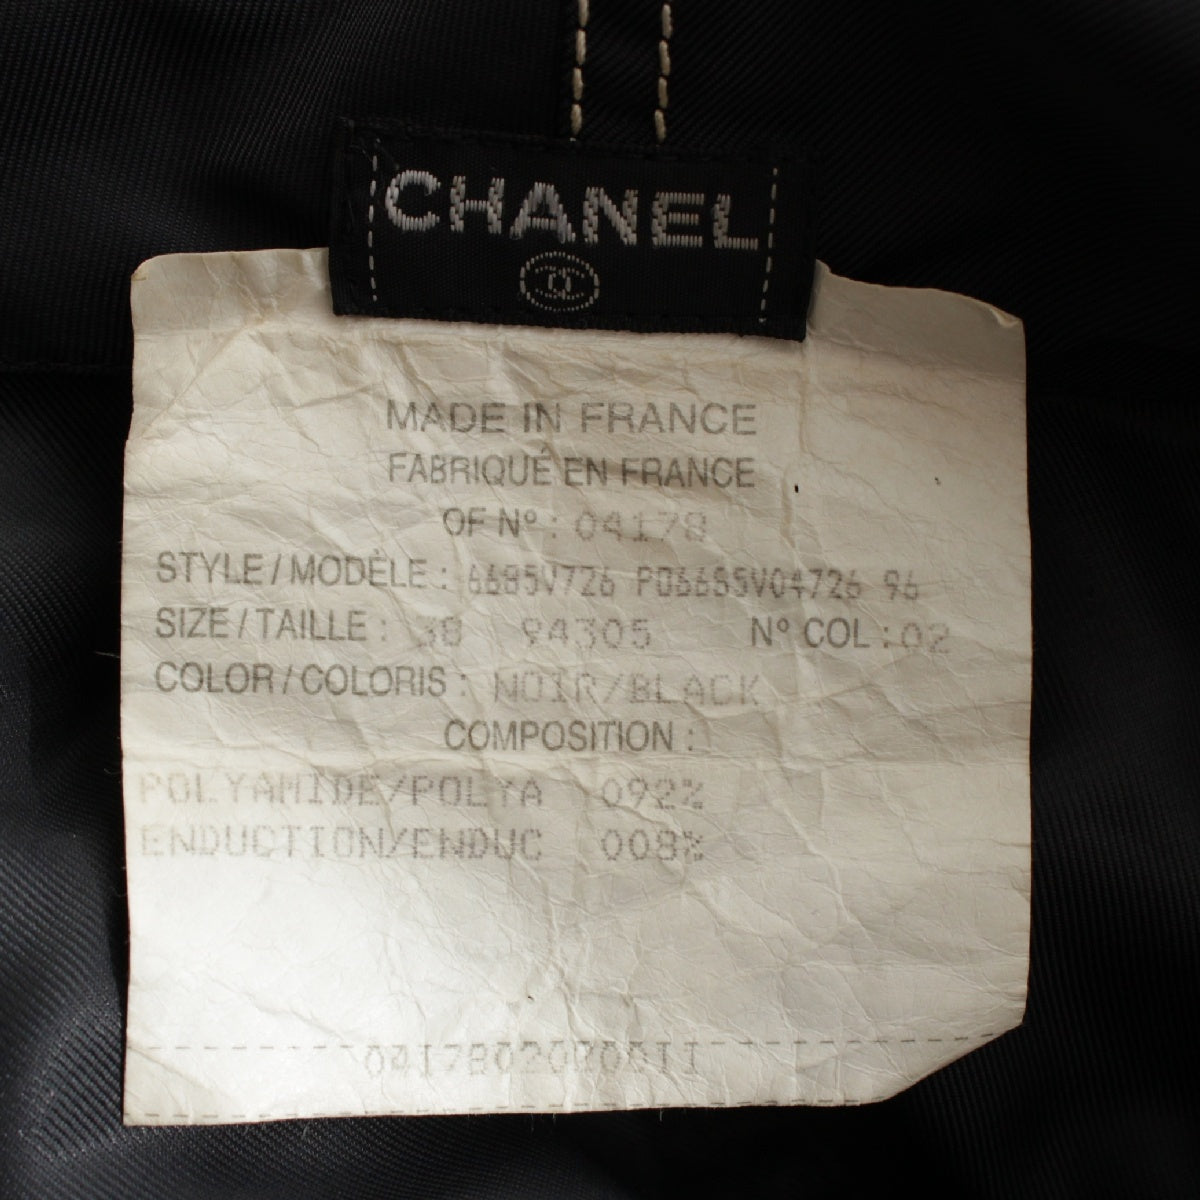 CHANEL
MADE IN FRANCE
FABRIQUÉ EN FRANCE
OF Nº : 04178
STYLE / MODÈLE : 6685V726 P06685V04726 96
SIZE / TAILLE : 38 94305 Nº COL : 02
COLOR / COLORIS : NOIR/BLACK
COMPOSITION :
POLYAMIDE/POLYA 092%
ENDUCTION/ENDUC 008%